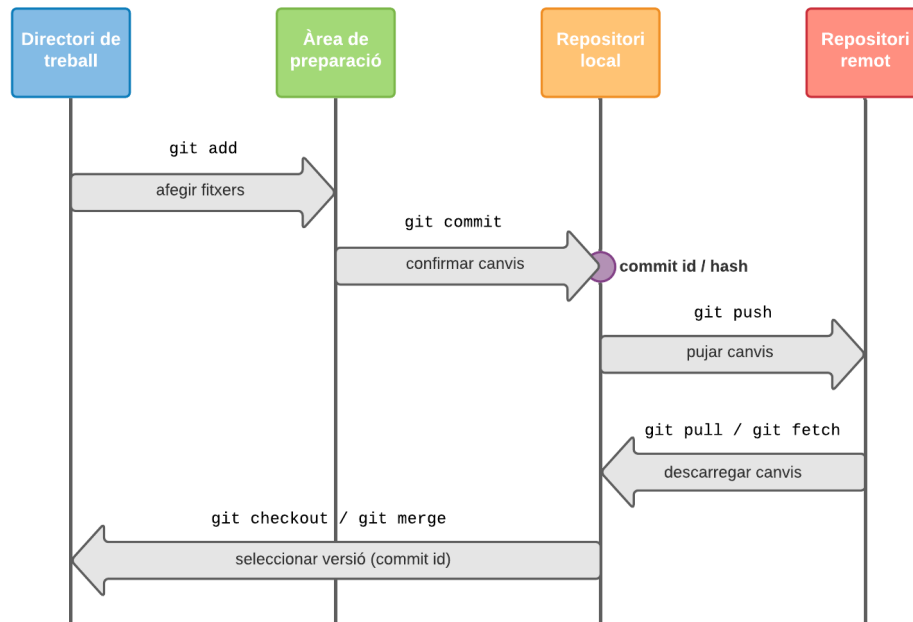 Directori de
treball
Àrea de
preparació
Repositori
local
Repositori
remot
git add
afegir fitxers
git commit
confirmar canvis
commit id / hash
git push
pujar canvis
git pull / git fetch
descarregar canvis
git checkout / git merge
seleccionar versió (commit id)